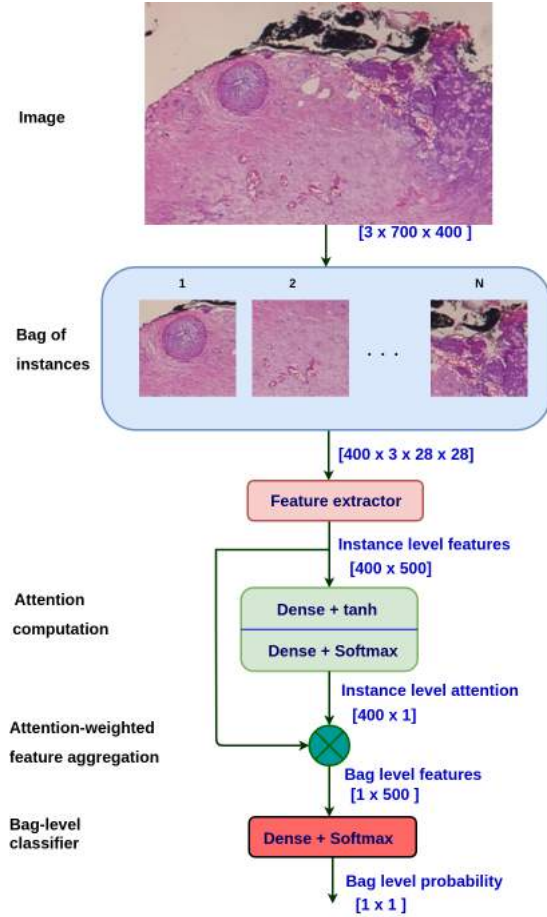 Image
[3 x 700 x 400 ]
1
2
N
Bag of
instances
. . .
[400 x 3 x 28 x 28]
Feature extractor
Instance level features
[400 x 500]
Attention
computation
Dense + tanh
Dense + Softmax
Instance level attention
[400 x 1]
Attention-weighted
feature aggregation
Bag level features
[1 x 500 ]
Bag-level
classifier
Dense + Softmax
Bag level probability
[1 x 1 ]